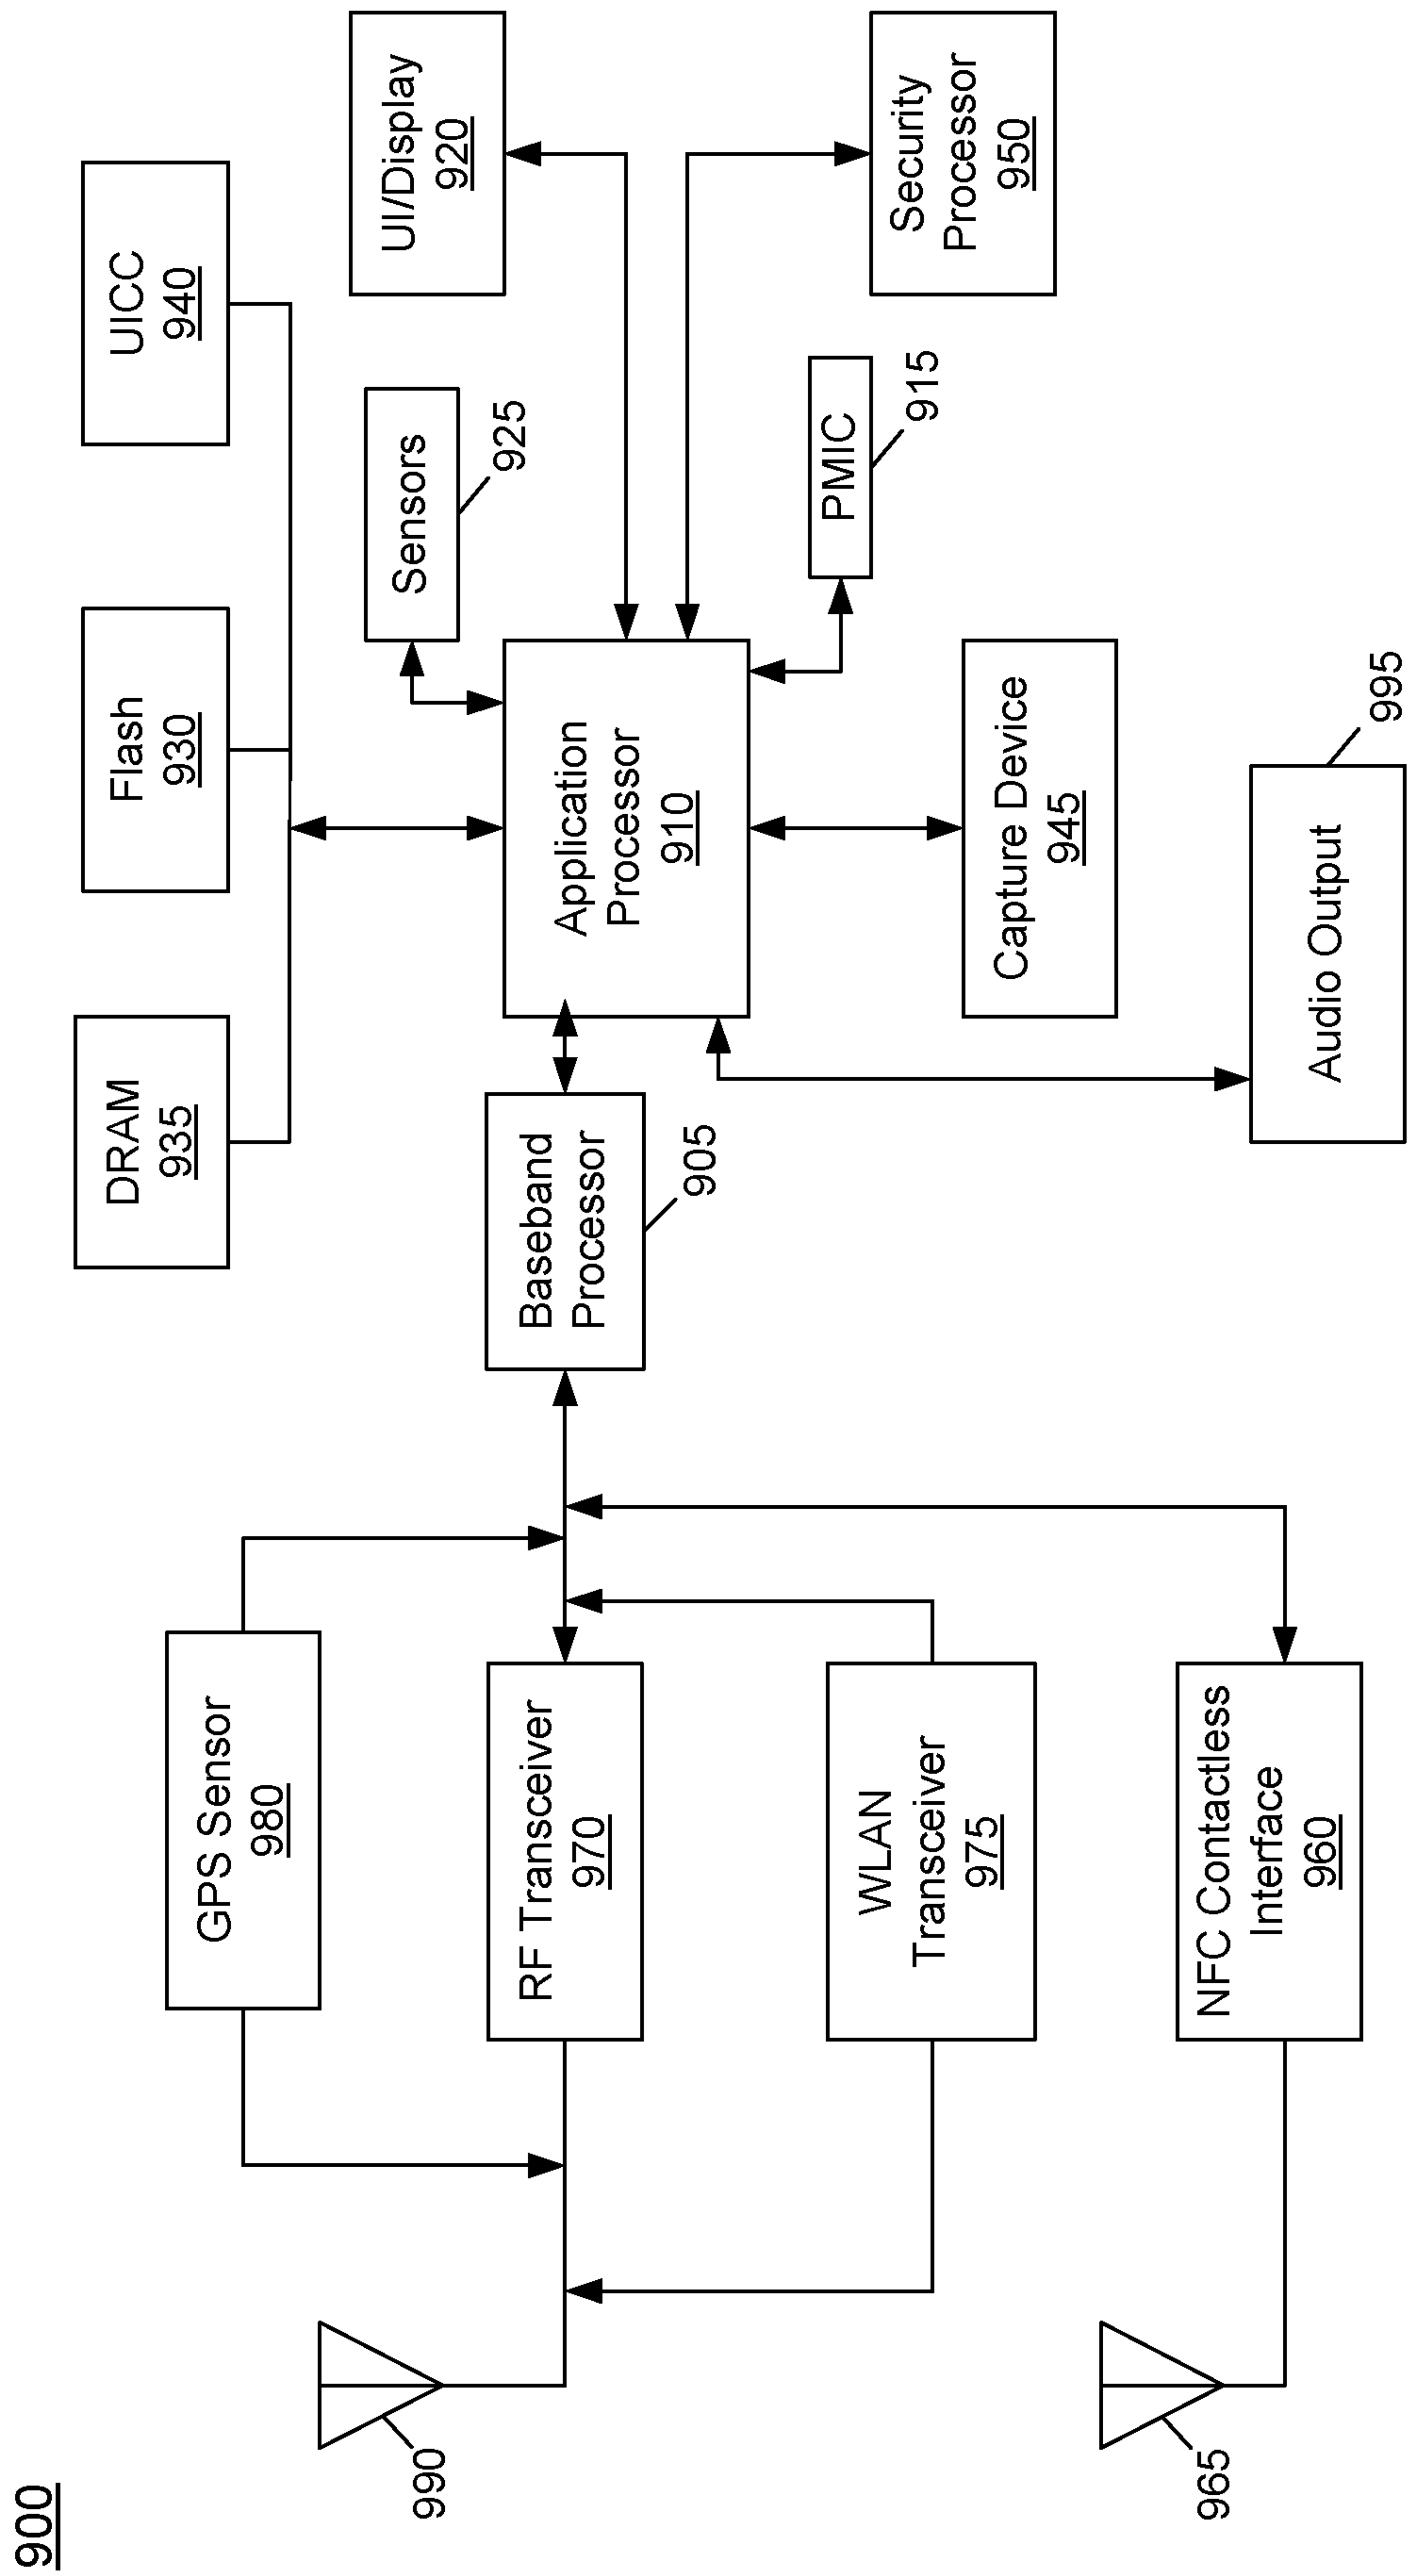 900
UICC
940
Flash
930
DRAM
935
UI/Display
920
Sensors
925
Application
Processor
910
Security
Processor
950
PMIC
915
Capture Device
945
Audio Output
995
Baseband
Processor
905
GPS Sensor
980
RF Transceiver
970
WLAN
Transceiver
975
NFC Contactless
Interface
960
990
965